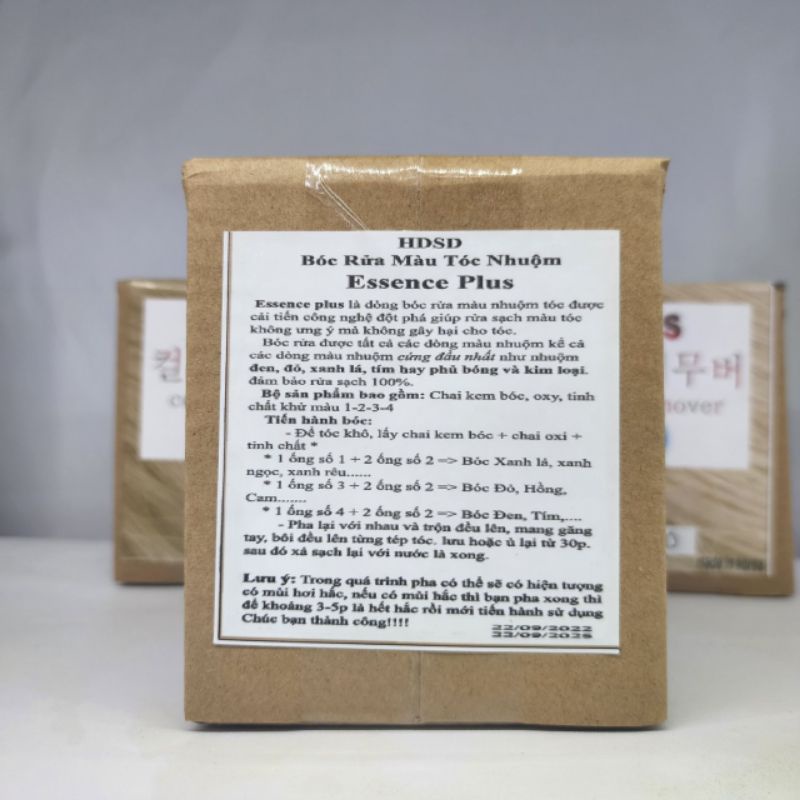 HDSD
Bóc Rửa Màu Tóc Nhuộm
Essence Plus
Essence plus là dòng bóc rửa màu nhuộm tóc được
cải tiến công nghệ đột phá giúp rửa sạch màu tóc
không ưng ý mà không gây hại cho tóc.
Bóc rửa được tất cả các dòng màu nhuộm kể cả
các dòng màu nhuộm cứng đầu nhất như nhuộm
đen, đỏ, xanh lá, tím hay phủ bóng và kim loại.
đảm bảo rửa sạch 100%.
Bộ sản phẩm bao gồm: Chai kem bóc, oxy, tinh
chất khử màu 1-2-3-4
Tiến hành bóc:
- Để tóc khô, lấy chai kem bóc + chai oxi +
tinh chất *
* 1 ống số 1 + 2 ống số 2 => Bóc Xanh lá, xanh
ngọc, xanh rêu......
* 1 ống số 3 + 2 ống số 2 => Bóc Đỏ, Hồng,
Cam.......
* 1 ống số 4 + 2 ống số 2 => Bóc Đen, Tím,....
- Pha lại với nhau và trộn đều lên, mang găng
tay, bôi đều lên từng tép tóc. lưu hoặc ủ lại từ 30p.
sau đó xả sạch lại với nước là xong.
Lưu ý: Trong quá trình pha có thể sẽ có hiện tượng
có mùi hơi hắc, nếu có mùi hắc thì bạn pha xong thì
để khoảng 3-5p là hết hắc rồi mới tiến hành sử dụng
Chúc bạn thành công!!!!
22/09/2022
22/09/2025
컬
무버